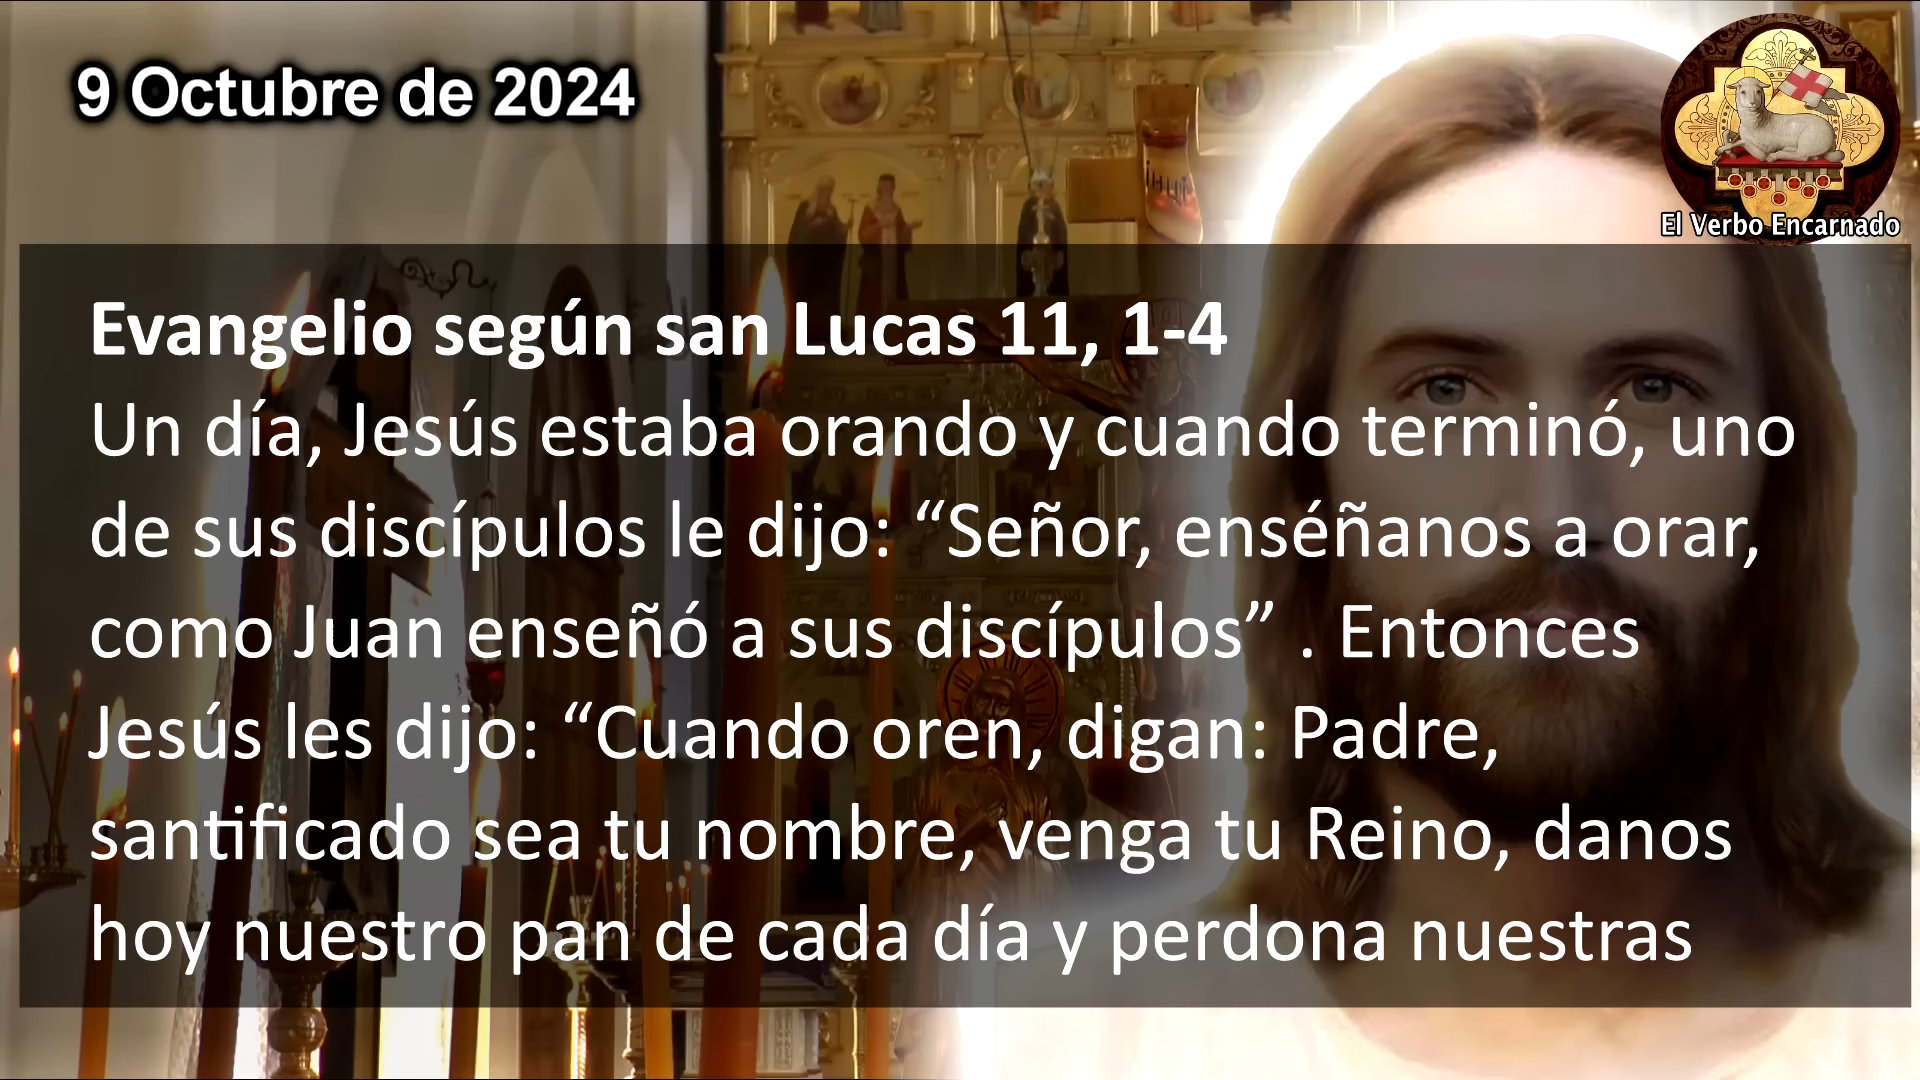 9 Octubre de 2024
El Verbo Encarnado
Evangelio según san Lucas 11, 1-4
Un día, Jesús estaba orando y cuando terminó, uno
de sus discípulos le dijo: “Señor, enséñanos a orar,
como Juan enseñó a sus discípulos” . Entonces
Jesús les dijo: “Cuando oren, digan: Padre,
santificado sea tu nombre, venga tu Reino, danos
hoy nuestro pan de cada día y perdona nuestras